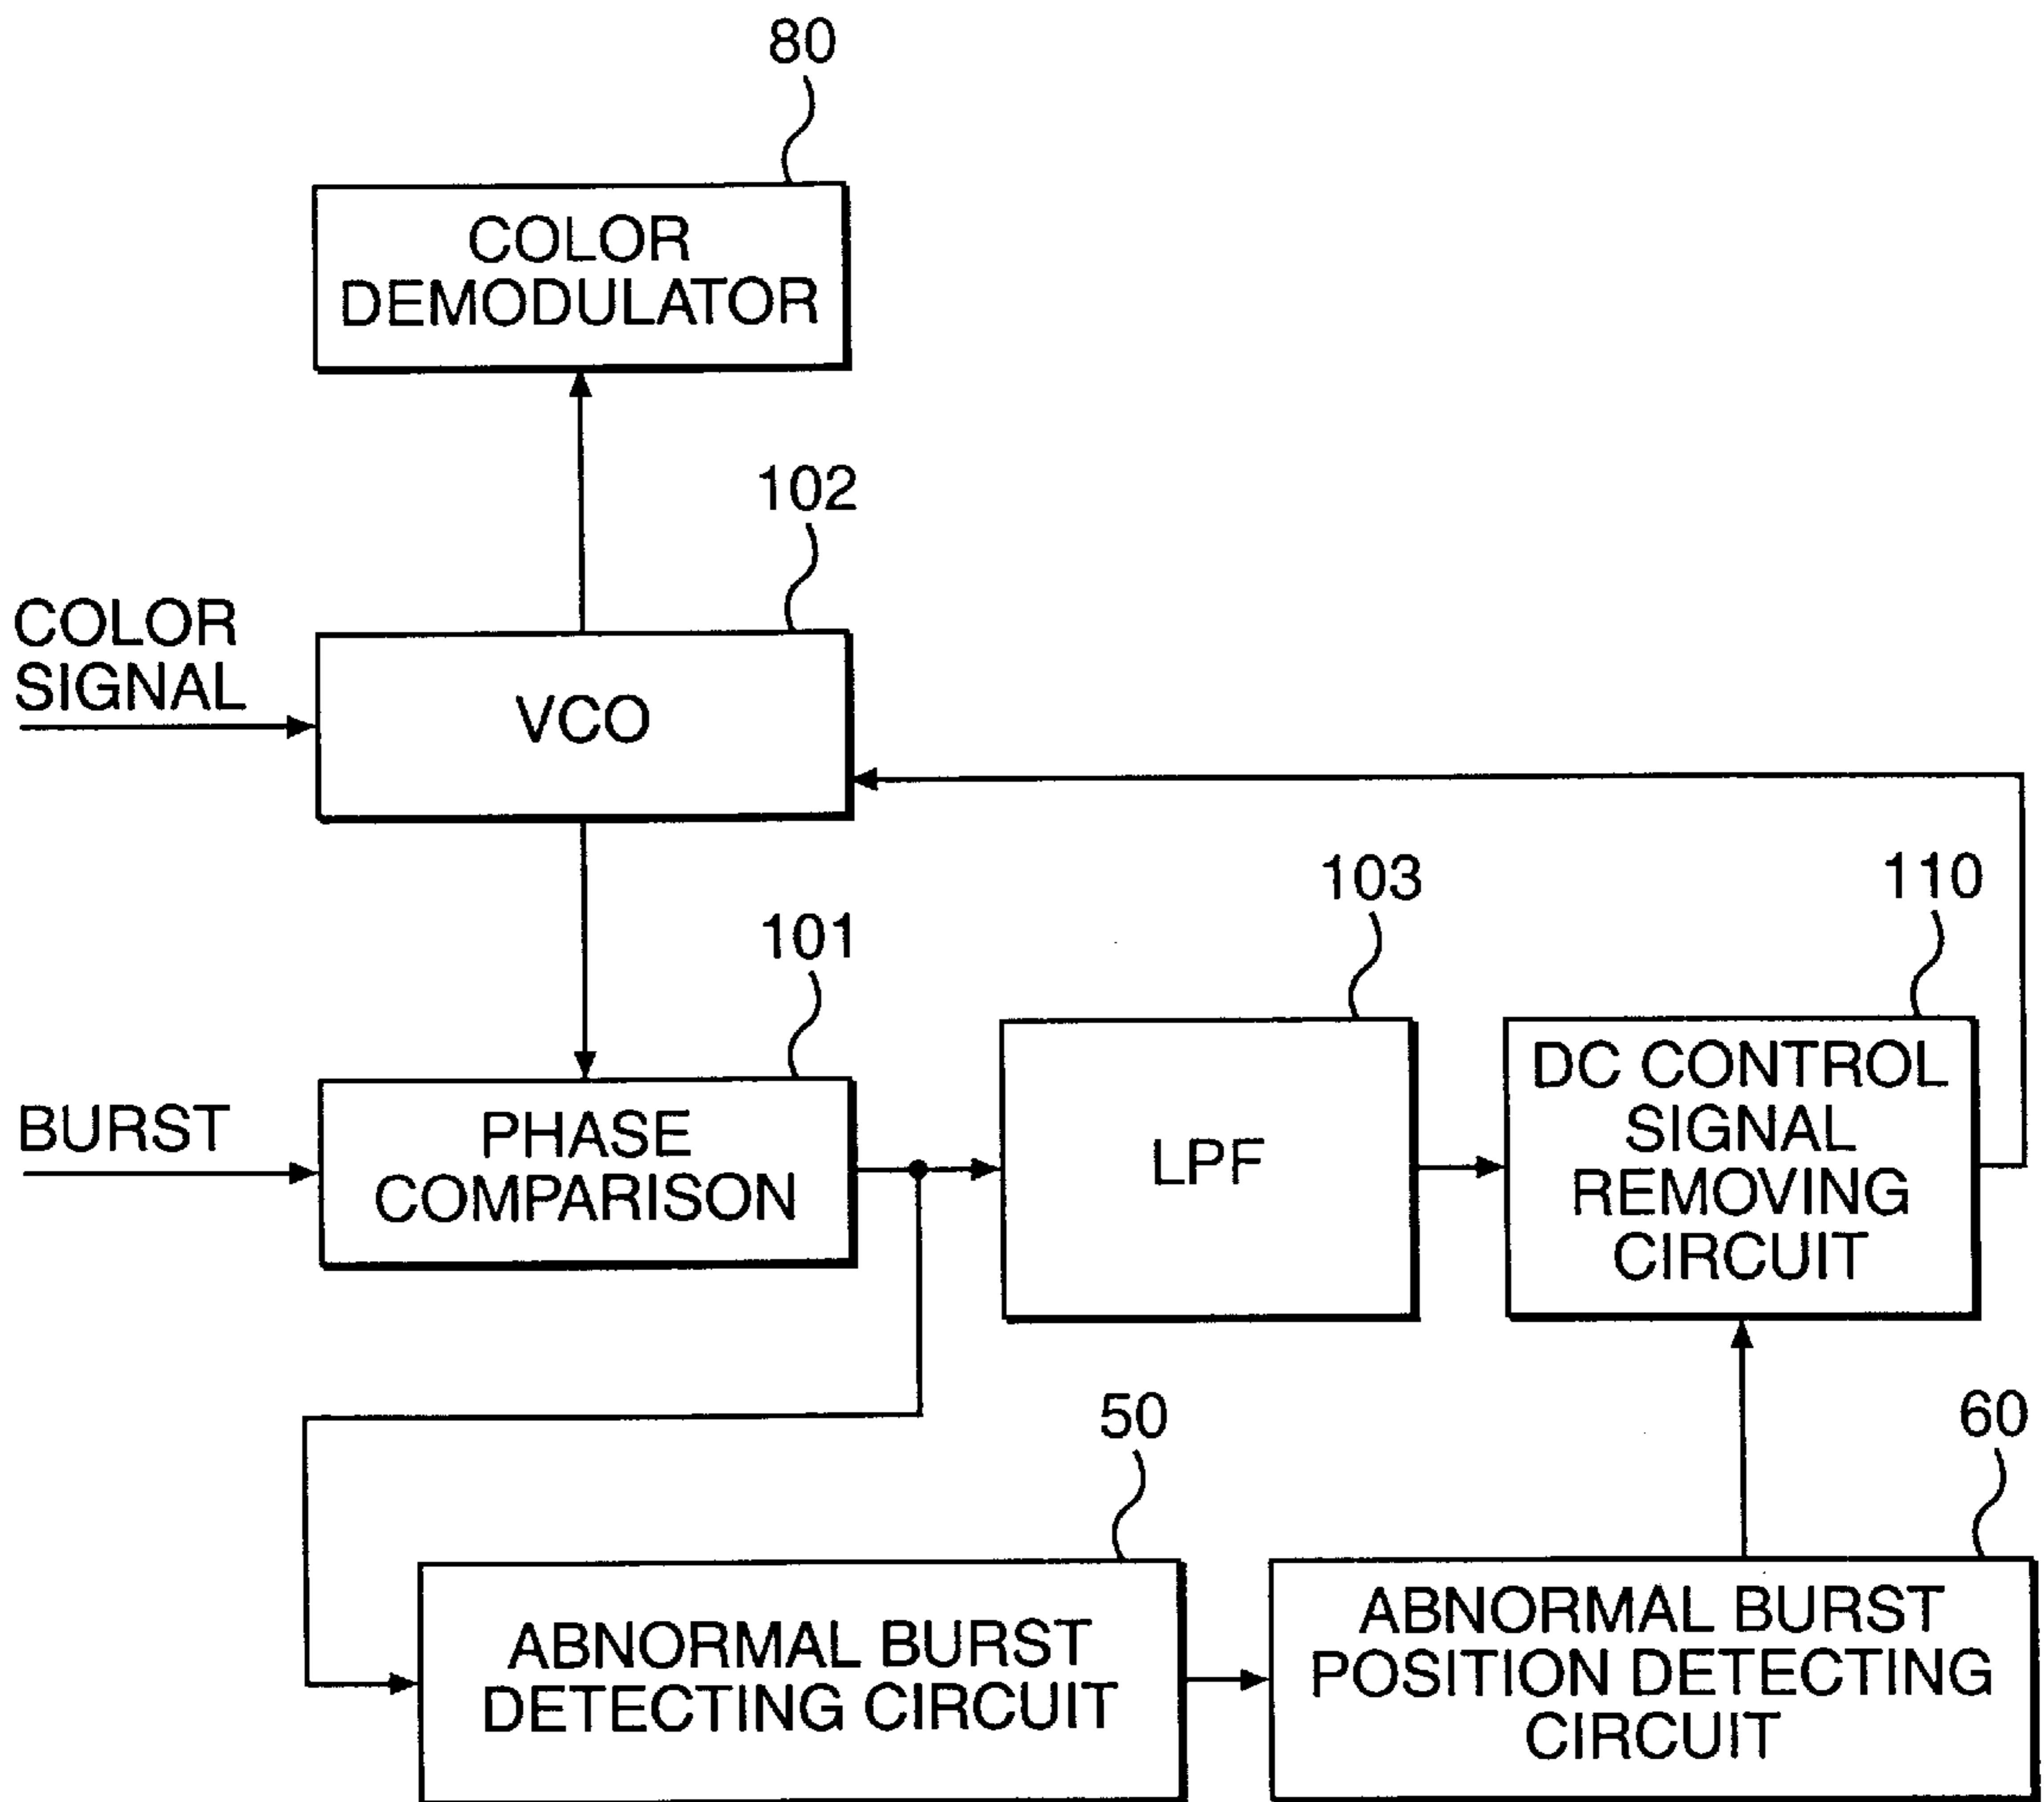 80
COLOR
DEMODULATOR
102
COLOR
SIGNAL
VCO
103
110
101
BURST
PHASE
COMPARISON
LPF
DC CONTROL
SIGNAL
REMOVING
CIRCUIT
50
60
ABNORMAL BURST
DETECTING CIRCUIT
ABNORMAL BURST
POSITION DETECTING
CIRCUIT